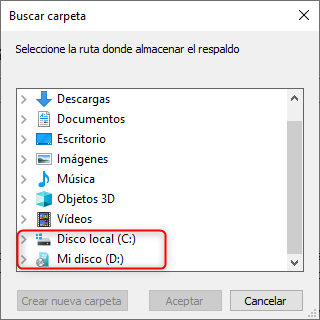 Buscar carpeta
Seleccione la ruta donde almacenar el respaldo
Descargas
Documentos
Escritorio
Imágenes
Música
Objetos 3D
Vídeos
Disco local (C:)
Mi disco (D:)
Crear nueva carpeta Aceptar Cancelar